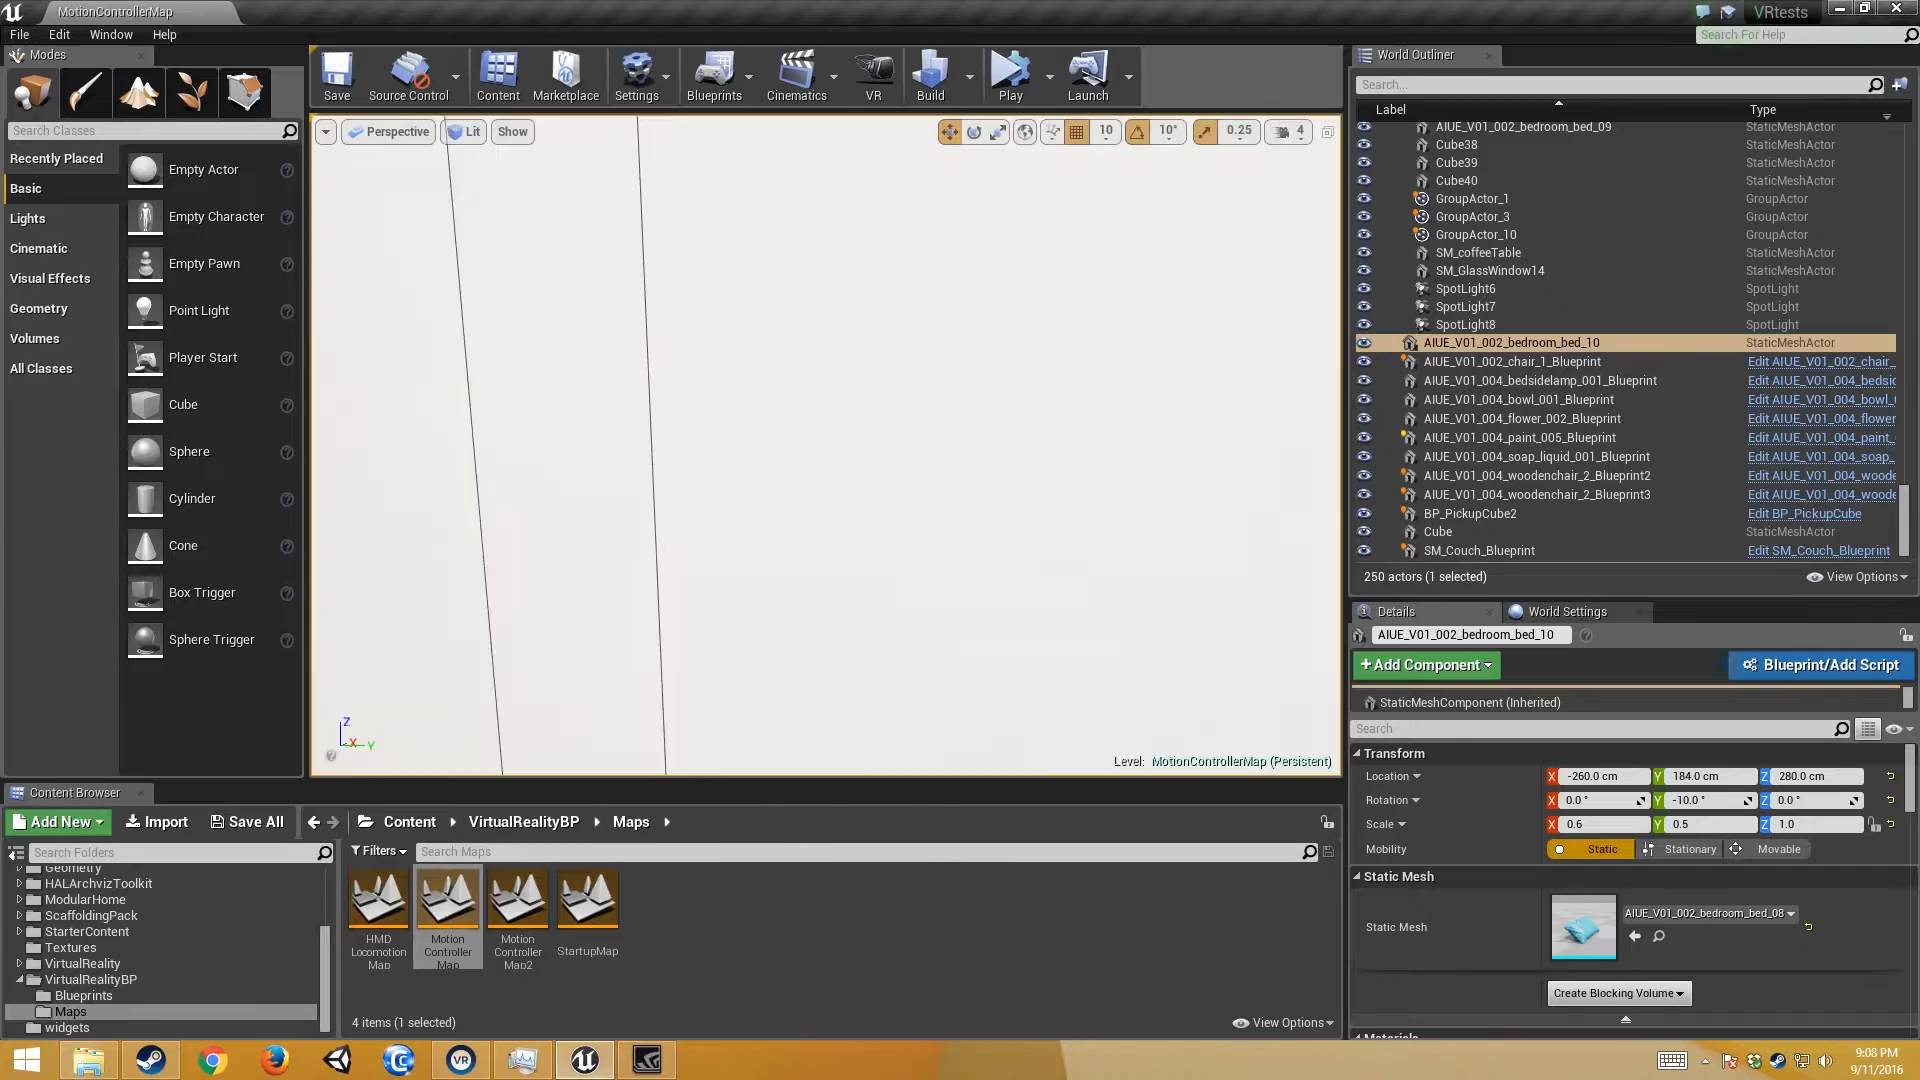 MotionControllerMap
VRtests
File Edit Window Help
Search For Help
Modes
Search Classes
Recently Placed
Basic
Lights
Cinematic
Visual Effects
Geometry
Volumes
All Classes
Empty Actor
Empty Character
Empty Pawn
Point Light
Player Start
Cube
Sphere
Cylinder
Cone
Box Trigger
Sphere Trigger
Save Source Control Content Marketplace Settings Blueprints Cinematics VR Build Play Launch
Perspective Lit Show 10 10° 0.25 4
Z
X Y
Level: MotionControllerMap (Persistent)
World Outliner
Search...
Label Type
AIUE_V01_002_bedroom_bed_09 StaticMeshActor
Cube38 StaticMeshActor
Cube39 StaticMeshActor
Cube40 StaticMeshActor
GroupActor_1 GroupActor
GroupActor_3 GroupActor
GroupActor_10 GroupActor
SM_coffeeTable StaticMeshActor
SM_GlassWindow14 StaticMeshActor
SpotLight6 SpotLight
SpotLight7 SpotLight
SpotLight8 SpotLight
AIUE_V01_002_bedroom_bed_10 StaticMeshActor
AIUE_V01_002_chair_1_Blueprint Edit AIUE_V01_002_chair_
AIUE_V01_004_bedsidelamp_001_Blueprint Edit AIUE_V01_004_bedsid
AIUE_V01_004_bowl_001_Blueprint Edit AIUE_V01_004_bowl_
AIUE_V01_004_flower_002_Blueprint Edit AIUE_V01_004_flower
AIUE_V01_004_paint_005_Blueprint Edit AIUE_V01_004_paint_
AIUE_V01_004_soap_liquid_001_Blueprint Edit AIUE_V01_004_soap_
AIUE_V01_004_woodenchair_2_Blueprint2 Edit AIUE_V01_004_woode
AIUE_V01_004_woodenchair_2_Blueprint3 Edit AIUE_V01_004_woode
BP_PickupCube2 Edit BP_PickupCube
Cube StaticMeshActor
SM_Couch_Blueprint Edit SM_Couch_Blueprint
250 actors (1 selected) View Options
Details World Settings
AIUE_V01_002_bedroom_bed_10
+Add Component Blueprint/Add Script
StaticMeshComponent (Inherited)
Search
Transform
Location X -260.0 cm Y 184.0 cm Z 280.0 cm
Rotation X 0.0 ° Y -10.0 ° Z 0.0 °
Scale X 0.6 Y 0.5 Z 1.0
Mobility Static Stationary Movable
Static Mesh
Static Mesh AIUE_V01_002_bedroom_bed_08
Create Blocking Volume
Materials
Content Browser
Add New Import Save All Content VirtualRealityBP Maps
Search Folders
Filters Search Maps
Geometry
HALArchvizToolkit
ModularHome
ScaffoldingPack
StarterContent
Textures
VirtualReality
VirtualRealityBP
Blueprints
Maps
widgets
HMD Locomotion Map
Motion Controller Map
Motion Controller Map2
StartupMap
4 items (1 selected) View Options
VR
9:08 PM
9/11/2016